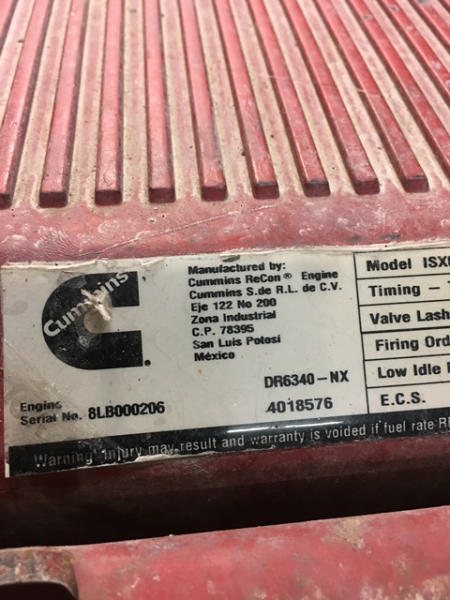 Cummins
Manufactured by:
Cummins ReCon® Engine
Cummins S.de R.L. de C.V.
Eje 122 No 200
Zona Industrial
C.P. 78395
San Luis Potosi
México
DR6340-NX
4018576
Engine
Serial No. 8LB000206
Model ISX
Timing –
Valve Lash
Firing Ord
Low Idle
E.C.S.
Warning: Injury may result and warranty is voided if fuel rate